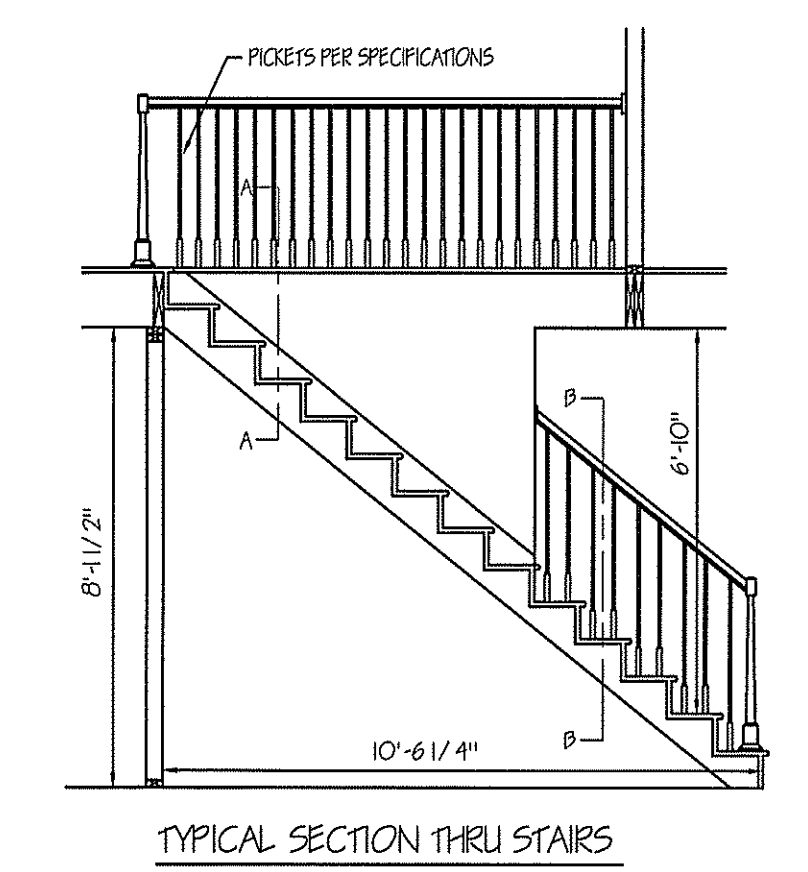 PICKETS PER SPECIFICATIONS
A
A
B
6'-10"
8'-1 1/2"
B
10'-6 1/4"
TYPICAL SECTION THRU STAIRS